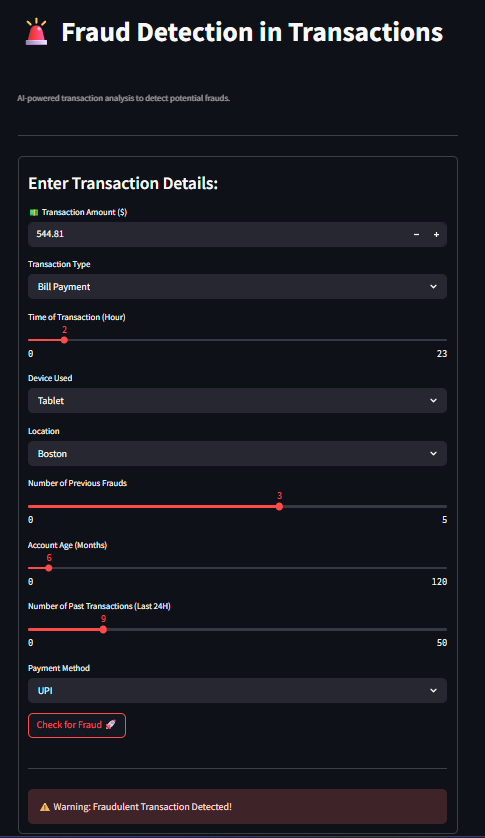 🚨 Fraud Detection in Transactions
AI-powered transaction analysis to detect potential frauds.
Enter Transaction Details:
💵 Transaction Amount ($)
544.81 − +
Transaction Type
Bill Payment
Time of Transaction (Hour)
2
0 23
Device Used
Tablet
Location
Boston
Number of Previous Frauds
3
0 5
Account Age (Months)
6
0 120
Number of Past Transactions (Last 24H)
9
0 50
Payment Method
UPI
Check for Fraud 🚀
⚠️ Warning: Fraudulent Transaction Detected!